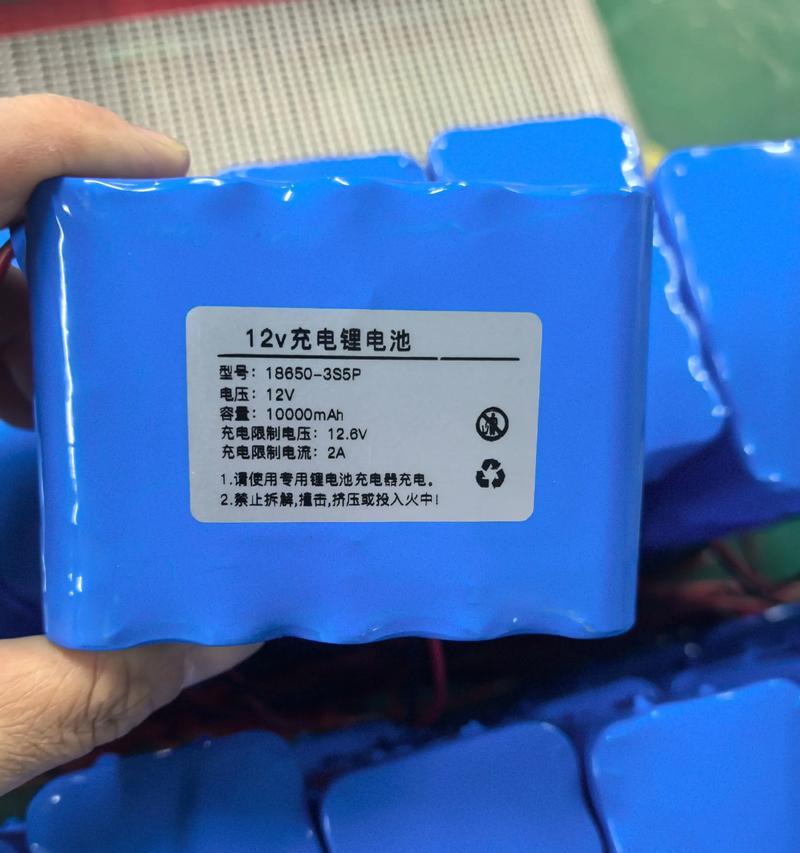 12v充电锂电池
型号：18650-3S5P
电压：12V
容量：10000mAh
充电限制电压：12.6V
充电限制电流：2A
1.请使用专用锂电池充电器充电。
2.禁止拆解,撞击,挤压或投入火中!